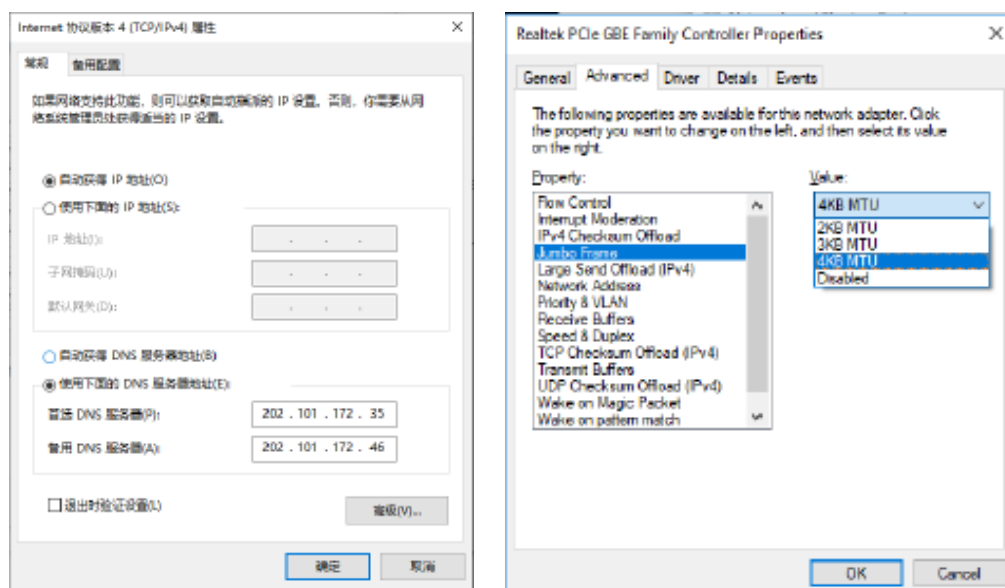 Internet 协议版本 4 (TCP/IPv4) 属性
常规
备用配置
如果网络支持此功能，则可以获取自动指派的 IP 设置。否则，你需要从网
络系统管理员处获得适当的 IP 设置。
自动获得 IP 地址(O)
使用下面的 IP 地址(S):
IP 地址(I):
子网掩码(U):
默认网关(D):
自动获得 DNS 服务器地址(B)
使用下面的 DNS 服务器地址(E):
首选 DNS 服务器(P):
202 . 101 . 172 . 35
备用 DNS 服务器(A):
202 . 101 . 172 . 46
退出时验证设置(L)
高级(V)...
确定
取消
Realtek PCIe GBE Family Controller Properties
General
Advanced
Driver
Details
Events
The following properties are available for this network adapter. Click
the property you want to change on the left, and then select its value
on the right.
Property:
Flow Control
Interrupt Moderation
IPv4 Checksum Offload
Jumbo Frame
Large Send Offload (IPv4)
Network Address
Priority & VLAN
Receive Buffers
Speed & Duplex
TCP Checksum Offload (IPv4)
Transmit Buffers
UDP Checksum Offload (IPv4)
Wake on Magic Packet
Wake on pattern match
Value:
4KB MTU
2KB MTU
3KB MTU
4KB MTU
Disabled
OK
Cancel